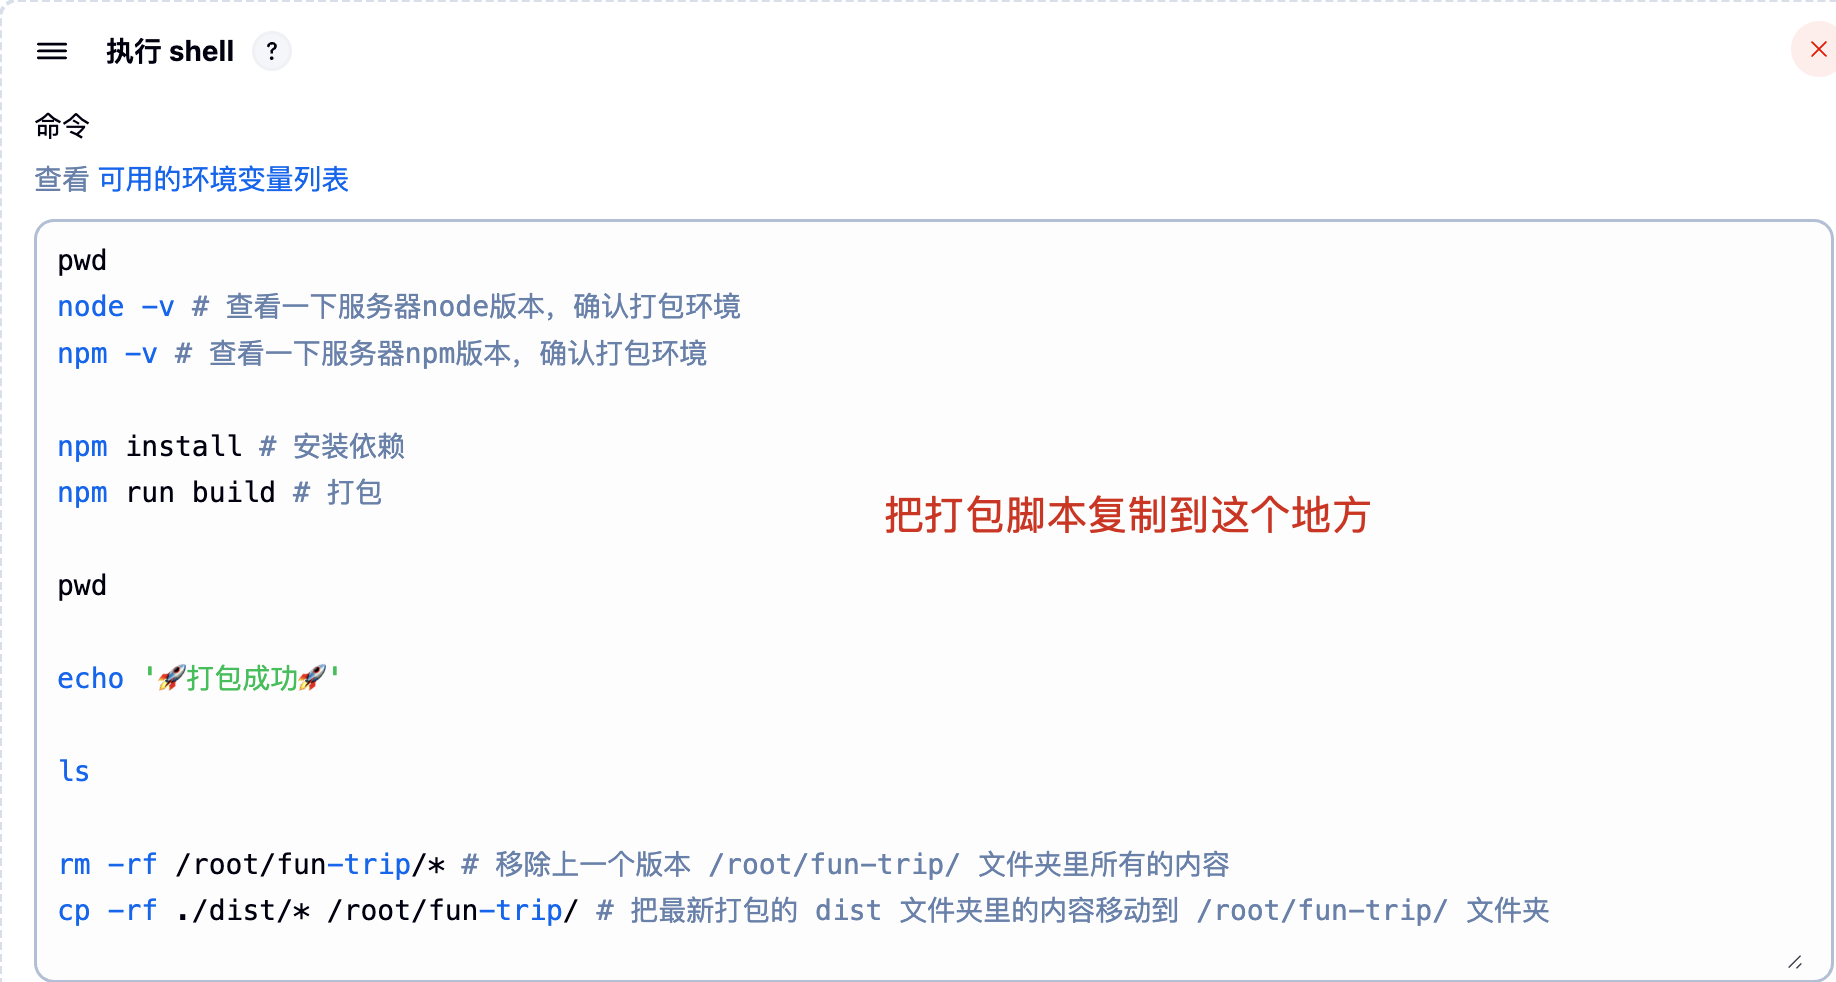 执行 shell ?
命令
查看 可用的环境变量列表
pwd
node -v # 查看一下服务器node版本，确认打包环境
npm -v # 查看一下服务器npm版本，确认打包环境
npm install # 安装依赖
npm run build # 打包
把打包脚本复制到这个地方
pwd
echo '🚀打包成功🚀'
ls
rm -rf /root/fun-trip/* # 移除上一个版本 /root/fun-trip/ 文件夹里所有的内容
cp -rf ./dist/* /root/fun-trip/ # 把最新打包的 dist 文件夹里的内容移动到 /root/fun-trip/ 文件夹